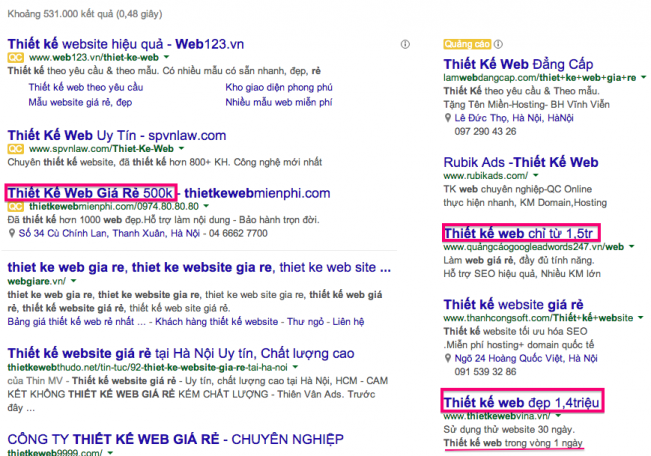 Khoảng 531.000 kết quả (0,48 giây)
Thiết kế website hiệu quả - Web123.vn
QC www.web123.vn/thiet-ke-web
Thiết kế theo yêu cầu & theo mẫu. Có nhiều mẫu có sẵn nhanh, đẹp, rẻ
Thiết kế web theo yêu cầu Kho giao diện phong phú
Mẫu website giá rẻ, đẹp Nhiều mẫu web miễn phí
Thiết Kế Web Uy Tín - spvnlaw.com
QC www.spvnlaw.com/Thiet-Ke-Web
Chuyên thiết kế website, đã thiết kế hơn 800+ KH. Công nghệ mới nhất
Thiết Kế Web Giá Rẻ 500k - thietkewebmienphi.com
QC thietkewebmienphi.com/0974.80.80.80
Đã thiết kế hơn 1000 web đẹp.Hỗ trợ làm nội dung - Bảo hành trọn đời.
Số 34 Cù Chính Lan, Thanh Xuân, Hà Nội - 04 6662 7700
thiet ke web gia re, thiet ke website gia re, thiet ke web site ...
webgiare.vn/
thiet ke web gia re, thiet ke website gia re, thiet ke web site gia re, thiết kế web giá rẻ, thiết kế website giá rẻ, thiết kế web site giá rẻ.
Bảng giá thiết kế web rẻ nhất ... - Khách hàng thiết kế website - Thư ngỏ - Liên hệ
Thiết kế website giá rẻ tại Hà Nội Uy tín, Chất lượng cao
thietkewebthudo.net/tin-tuc/92-thiet-ke-website-gia-re-tai-ha-noi
của Thin MV - Thiết kế website giá rẻ - Uy tín, chất lượng cao tại Hà Nội, HCM - CAM KẾT KHÔNG THIẾT KẾ WEB GIÁ RẺ KÉM CHẤT LƯỢNG - Thiên Vân Ads. Trước đây ...
CÔNG TY THIẾT KẾ WEB GIÁ RẺ - CHUYÊN NGHIỆP
thietkeweb9999.com/
Quảng cáo
Thiết Kế Web Đẳng Cấp
lamwebdangcap.com/thiet+ke+web+gia+re
Thiết Kế theo yêu cầu & Theo mẫu.
Tặng Tên Miền-Hosting- BH Vĩnh Viễn
Lê Đức Thọ, Hà Nội, HàNội
097 290 43 26
Rubik Ads -Thiết Kế Web
www.rubikads.com/
TK web chuyên nghiệp-QC Online
thực hiện nhanh, KM Domain,Hosting
Thiết kế web chỉ từ 1,5tr
www.quảngcáogoogleadwords247.vn/web
Làm web giá rẻ, đầy đủ tính năng.
Hỗ trợ SEO hiệu quả, Nhiều KM lớn
Thiết kế website giá rẻ
www.thanhcongsoft.com/Thiết+kế+website
Thiết kế website tối ưu hóa SEO
.Miễn phí hosting+ domain quốc tế
Ngõ 24 Hoàng Quốc Việt, Hà Nội
091 539 32 86
Thiết kế web đẹp 1,4triệu
www.thietkewebvina.vn/
Sử dụng thử website 30 ngày.
Thiết kế web trong vòng 1 ngày